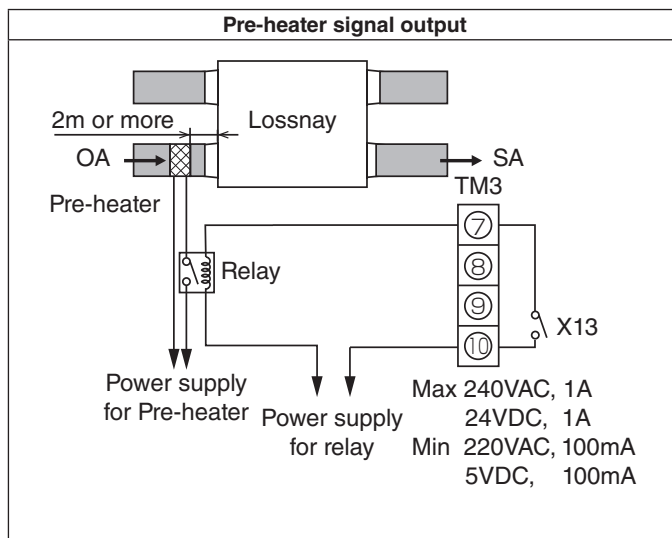 Pre-heater signal output
2m or more
Lossnay
OA
SA
TM3
Pre-heater
⑦
⑧
⑨
⑩
Relay
X13
Power supply
for Pre-heater
Power supply
for relay
Max 240VAC, 1A
24VDC, 1A
Min 220VAC, 100mA
5VDC, 100mA